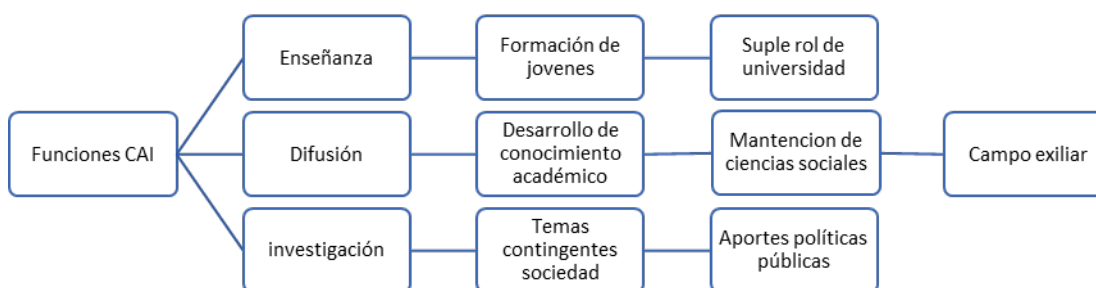 Funciones CAI
Enseñanza
Formación de
jovenes
Suple rol de
universidad
Difusión
Desarrollo de
conocimiento
académico
Mantencion de
ciencias sociales
Campo exiliar
investigación
Temas
contingentes
sociedad
Aportes políticas
públicas